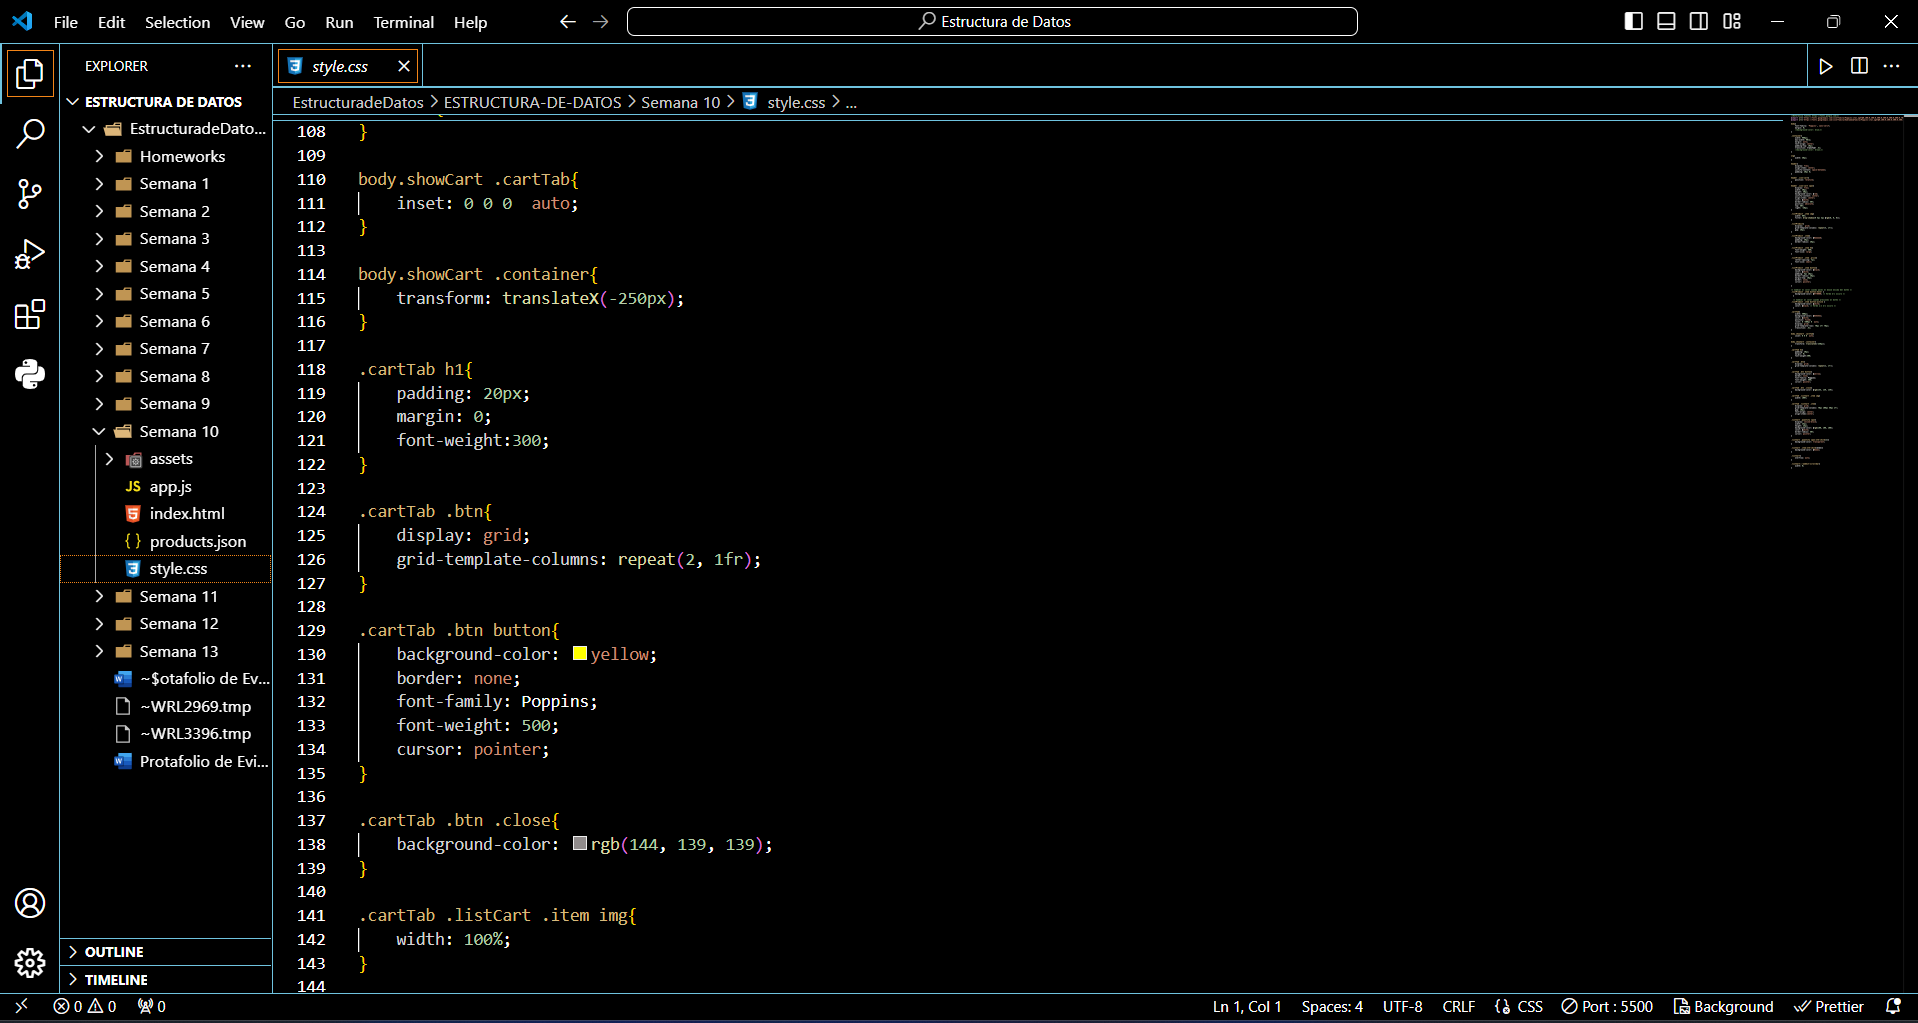 File Edit Selection View Go Run Terminal Help
Estructura de Datos
EXPLORER
style.css
ESTRUCTURA DE DATOS
EstructuradeDato...
Homeworks
Semana 1
Semana 2
Semana 3
Semana 4
Semana 5
Semana 6
Semana 7
Semana 8
Semana 9
Semana 10
assets
JS app.js
index.html
{ } products.json
style.css
Semana 11
Semana 12
Semana 13
~$otafolio de Ev...
~WRL2969.tmp
~WRL3396.tmp
Protafolio de Evi...
OUTLINE
TIMELINE
EstructuradeDatos > ESTRUCTURA-DE-DATOS > Semana 10 > style.css > ...
108 }
109
110 body.showCart .cartTab{
111 inset: 0 0 0  auto;
112 }
113
114 body.showCart .container{
115 transform: translateX(-250px);
116 }
117
118 .cartTab h1{
119 padding: 20px;
120 margin: 0;
121 font-weight:300;
122 }
123
124 .cartTab .btn{
125 display: grid;
126 grid-template-columns: repeat(2, 1fr);
127 }
128
129 .cartTab .btn button{
130 background-color: yellow;
131 border: none;
132 font-family: Poppins;
133 font-weight: 500;
134 cursor: pointer;
135 }
136
137 .cartTab .btn .close{
138 background-color: rgb(144, 139, 139);
139 }
140
141 .cartTab .listCart .item img{
142 width: 100%;
143 }
144
0 0 0 Ln 1, Col 1 Spaces: 4 UTF-8 CRLF CSS Port : 5500 Background Prettier